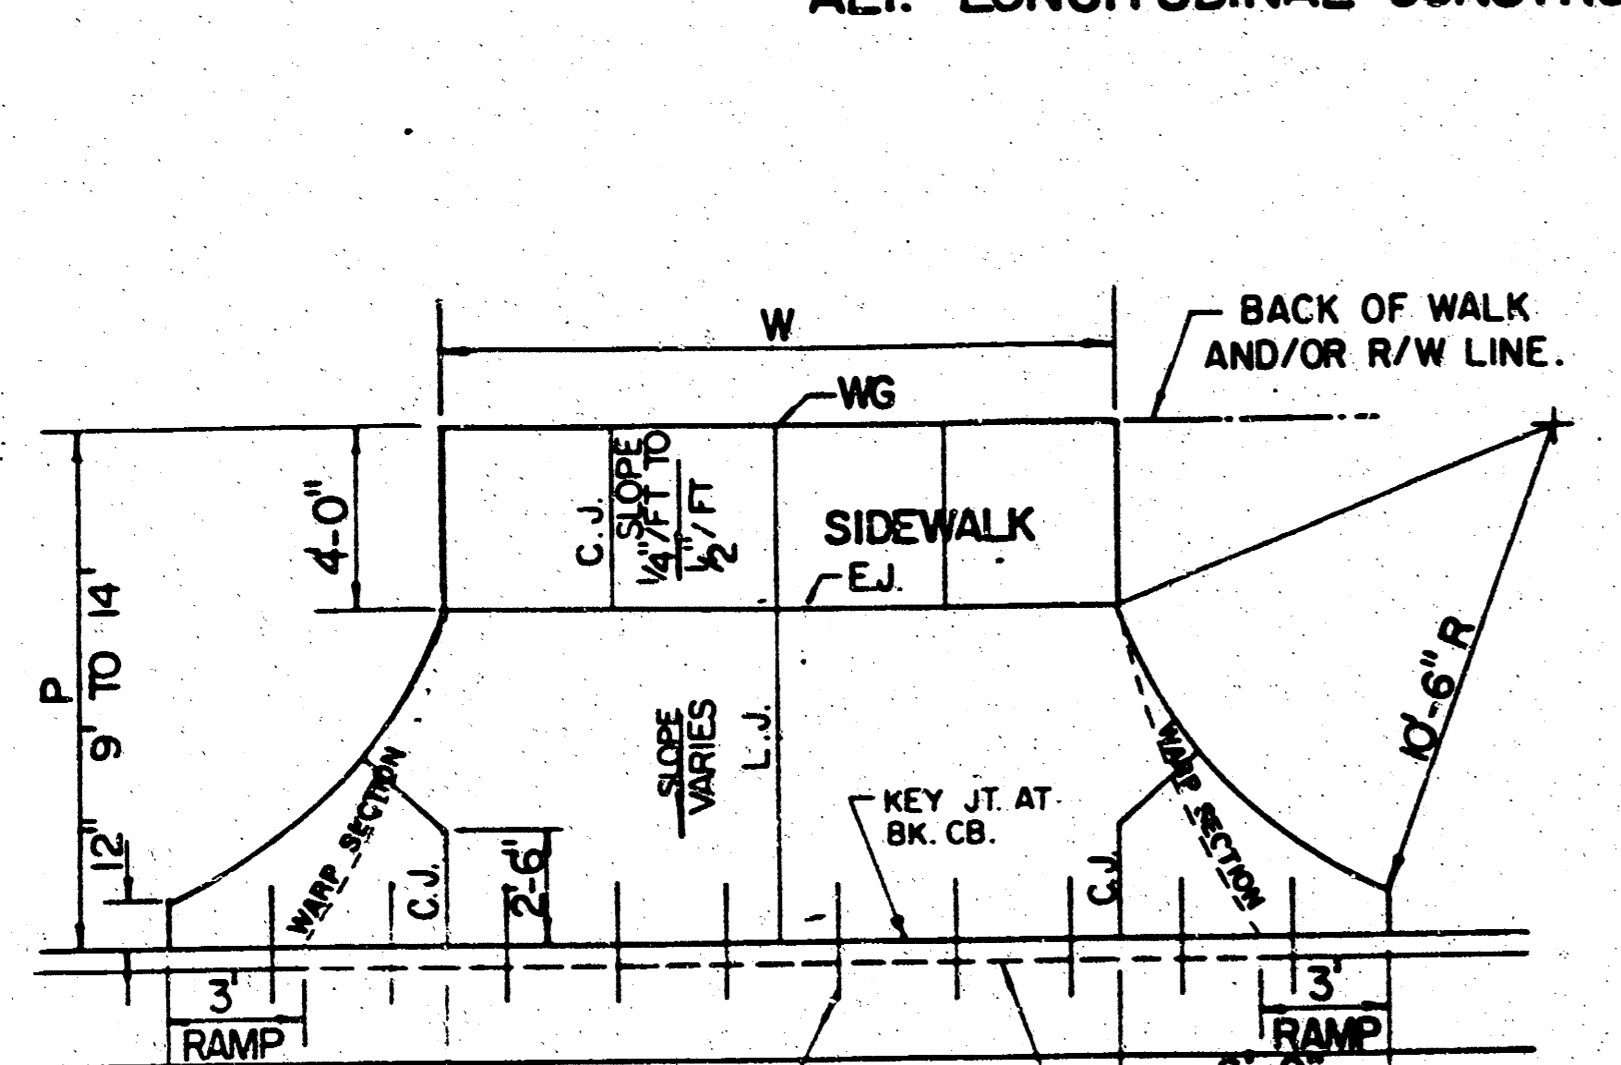 ALT. LONGITUDINAL
W
BACK OF WALK
AND/OR R/W LINE.
WG
4'-0"
C.J.
SLOPE
1/4"/FT TO
1/2"/FT
SIDEWALK
E.J.
P
9' TO 14'
12"
10'-6" R
SLOPE
VARIES
L.J.
KEY JT. AT
BK. CB.
WARP SECTION
C.J.
2'-6"
C.J.
WARP SECTION
3'
RAMP
3'
RAMP